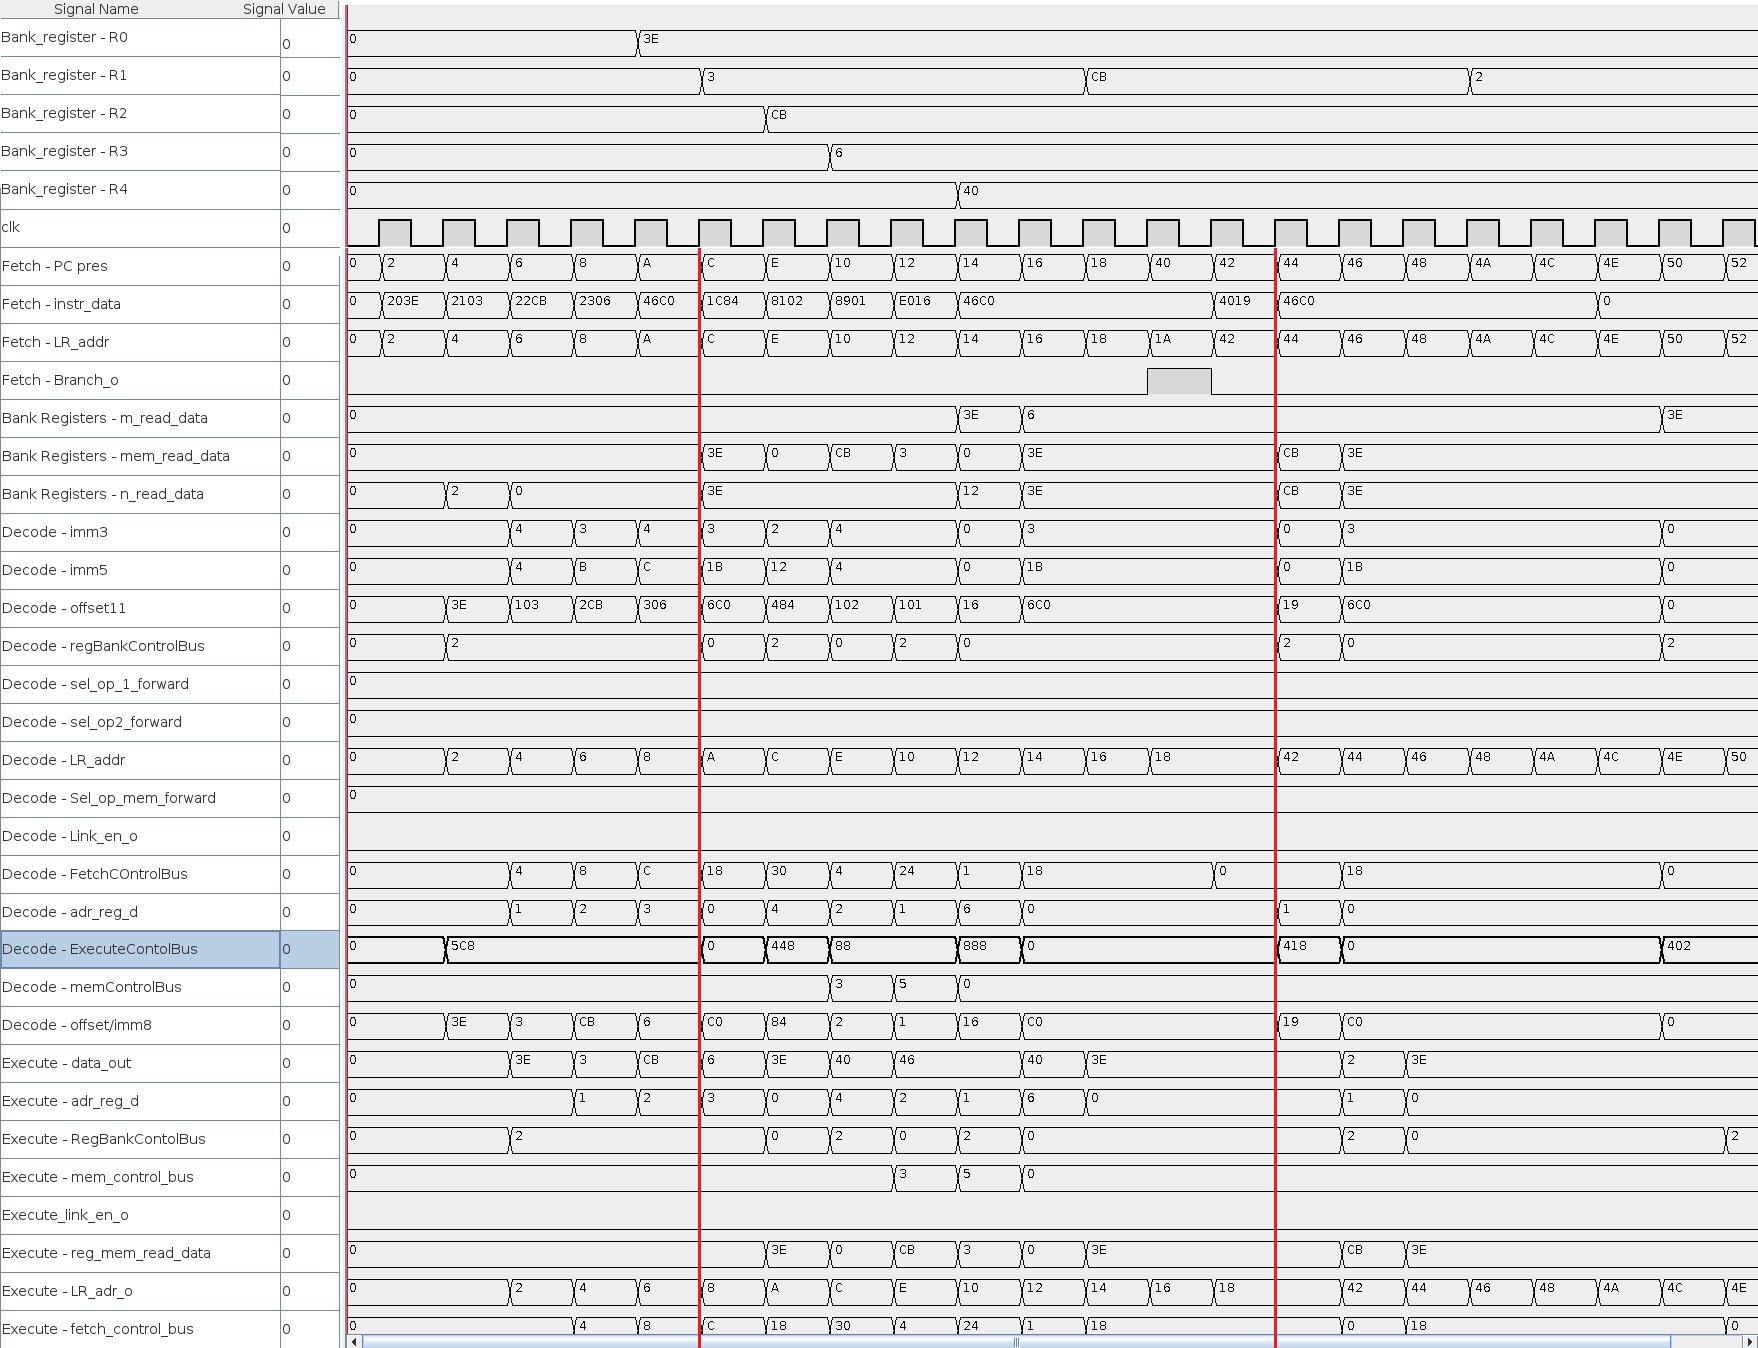 Signal Name Signal Value
Bank_register - R0 0 0 3E
Bank_register - R1 0 0 3 CB 2
Bank_register - R2 0 0 CB
Bank_register - R3 0 0 6
Bank_register - R4 0 0 40
clk 0
Fetch - PC pres 0 0 2 4 6 8 A C E 10 12 14 16 18 40 42 44 46 48 4A 4C 4E 50 52
Fetch - instr_data 0 0 203E 2103 22CB 2306 46C0 1C84 8102 8901 E016 46C0 4019 46C0 0
Fetch - LR_addr 0 0 2 4 6 8 A C E 10 12 14 16 18 1A 42 44 46 48 4A 4C 4E 50 52
Fetch - Branch_o 0
Bank Registers - m_read_data 0 0 3E 6 3E
Bank Registers - mem_read_data 0 0 3E 0 CB 3 0 3E CB 3E
Bank Registers - n_read_data 0 0 2 0 3E 12 3E CB 3E
Decode - imm3 0 0 4 3 4 3 2 4 0 3 0 3 0
Decode - imm5 0 0 4 B C 1B 12 4 0 1B 0 1B 0
Decode - offset11 0 0 3E 103 2CB 306 6C0 484 102 101 16 6C0 19 6C0 0
Decode - regBankControlBus 0 0 2 0 2 0 2 0 2 0 2
Decode - sel_op_1_forward 0 0
Decode - sel_op2_forward 0 0
Decode - LR_addr 0 0 2 4 6 8 A C E 10 12 14 16 18 42 44 46 48 4A 4C 4E 50
Decode - Sel_op_mem_forward 0 0
Decode - Link_en_o 0
Decode - FetchCOntrolBus 0 0 4 8 C 18 30 4 24 1 18 0 18 0
Decode - adr_reg_d 0 0 1 2 3 0 4 2 1 6 0 1 0
Decode - ExecuteContolBus 0 0 5C8 0 448 88 888 0 418 0 402
Decode - memControlBus 0 0 3 5 0
Decode - offset/imm8 0 0 3E 3 CB 6 C0 84 2 1 16 C0 19 C0 0
Execute - data_out 0 0 3E 3 CB 6 3E 40 46 40 3E 2 3E
Execute - adr_reg_d 0 0 1 2 3 0 4 2 1 6 0 1 0
Execute - RegBankContolBus 0 0 2 0 2 0 2 0 2 0 2
Execute - mem_control_bus 0 0 3 5 0
Execute_link_en_o 0
Execute - reg_mem_read_data 0 0 3E 0 CB 3 0 3E CB 3E
Execute - LR_adr_o 0 0 2 4 6 8 A C E 10 12 14 16 18 42 44 46 48 4A 4C 4E
Execute - fetch_control_bus 0 0 4 8 C 18 30 4 24 1 18 0 18 0